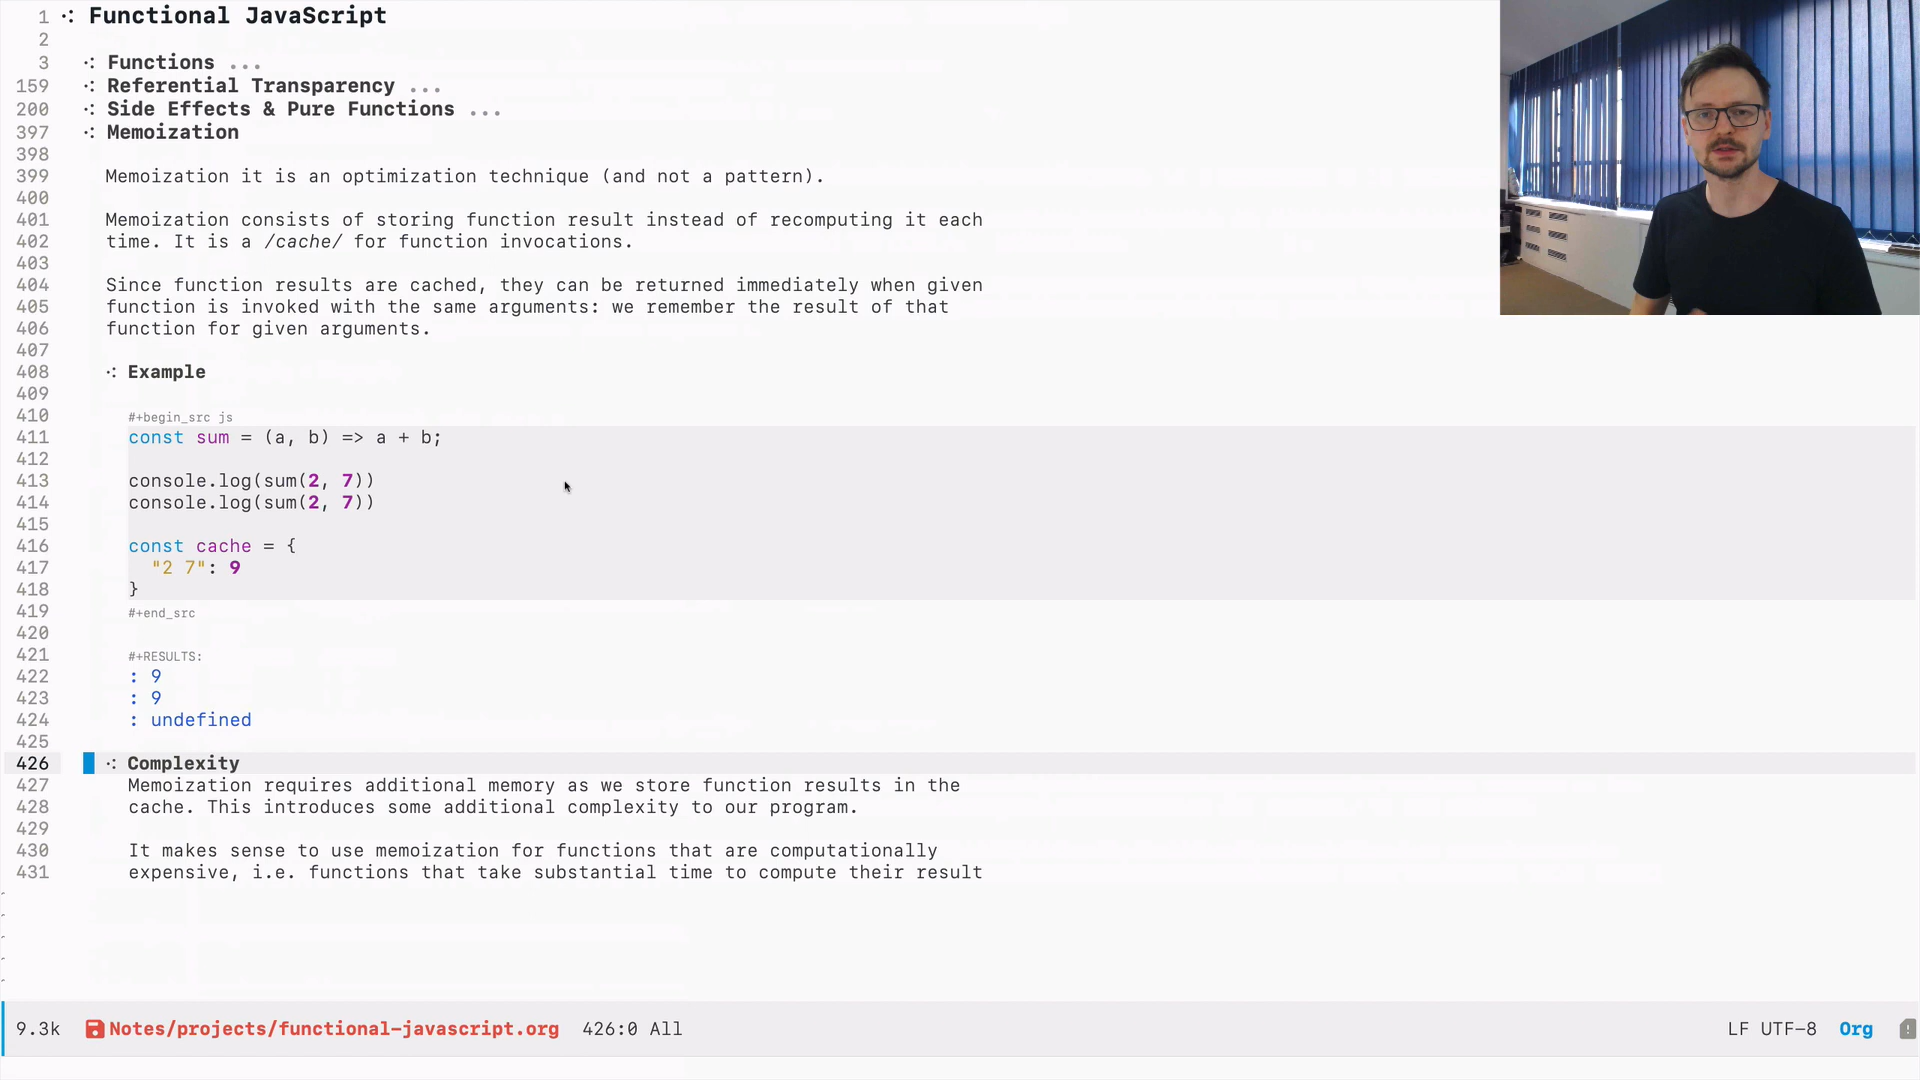 1 Functional JavaScript
2
3 Functions ...
159 Referential Transparency ...
200 Side Effects & Pure Functions ...
397 Memoization
398
399 Memoization it is an optimization technique (and not a pattern).
400
401 Memoization consists of storing function result instead of recomputing it each
402 time. It is a /cache/ for function invocations.
403
404 Since function results are cached, they can be returned immediately when given
405 function is invoked with the same arguments: we remember the result of that
406 function for given arguments.
407
408 Example
409
410 #+begin_src js
411 const sum = (a, b) => a + b;
412
413 console.log(sum(2, 7))
414 console.log(sum(2, 7))
415
416 const cache = {
417 "2 7": 9
418 }
419 #+end_src
420
421 #+RESULTS:
422 : 9
423 : 9
424 : undefined
425
426 Complexity
427 Memoization requires additional memory as we store function results in the
428 cache. This introduces some additional complexity to our program.
429
430 It makes sense to use memoization for functions that are computationally
431 expensive, i.e. functions that take substantial time to compute their result
9.3k Notes/projects/functional-javascript.org 426:0 All LF UTF-8 Org